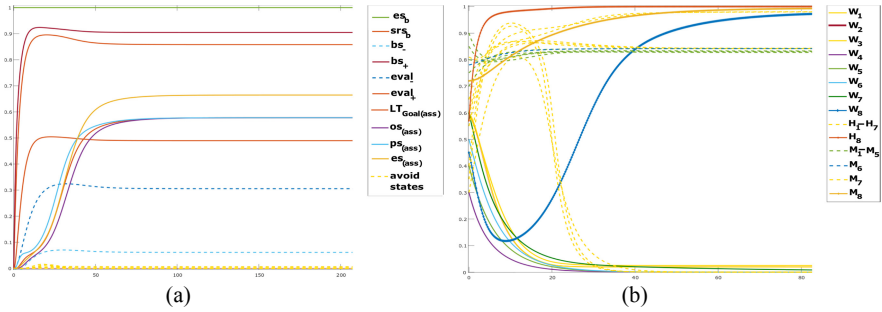 1
0.9
0.8
0.7
0.6
0.5
0.4
0.3
0.2
0.1
0
0 50 100 150 200
es_b
srs_b
bs_-
bs_+
eval_-
eval_+
LT_Goal(ass)
os_(ass)
ps_(ass)
es_(ass)
avoid
states
(a)
1
0.9
0.8
0.7
0.6
0.5
0.4
0.3
0.2
0.1
0
0 20 40 60 80
W_1
W_2
W_3
W_4
W_5
W_6
W_7
W_8
H_1-H_7
H_8
M_1-M_5
M_6
M_7
M_8
(b)